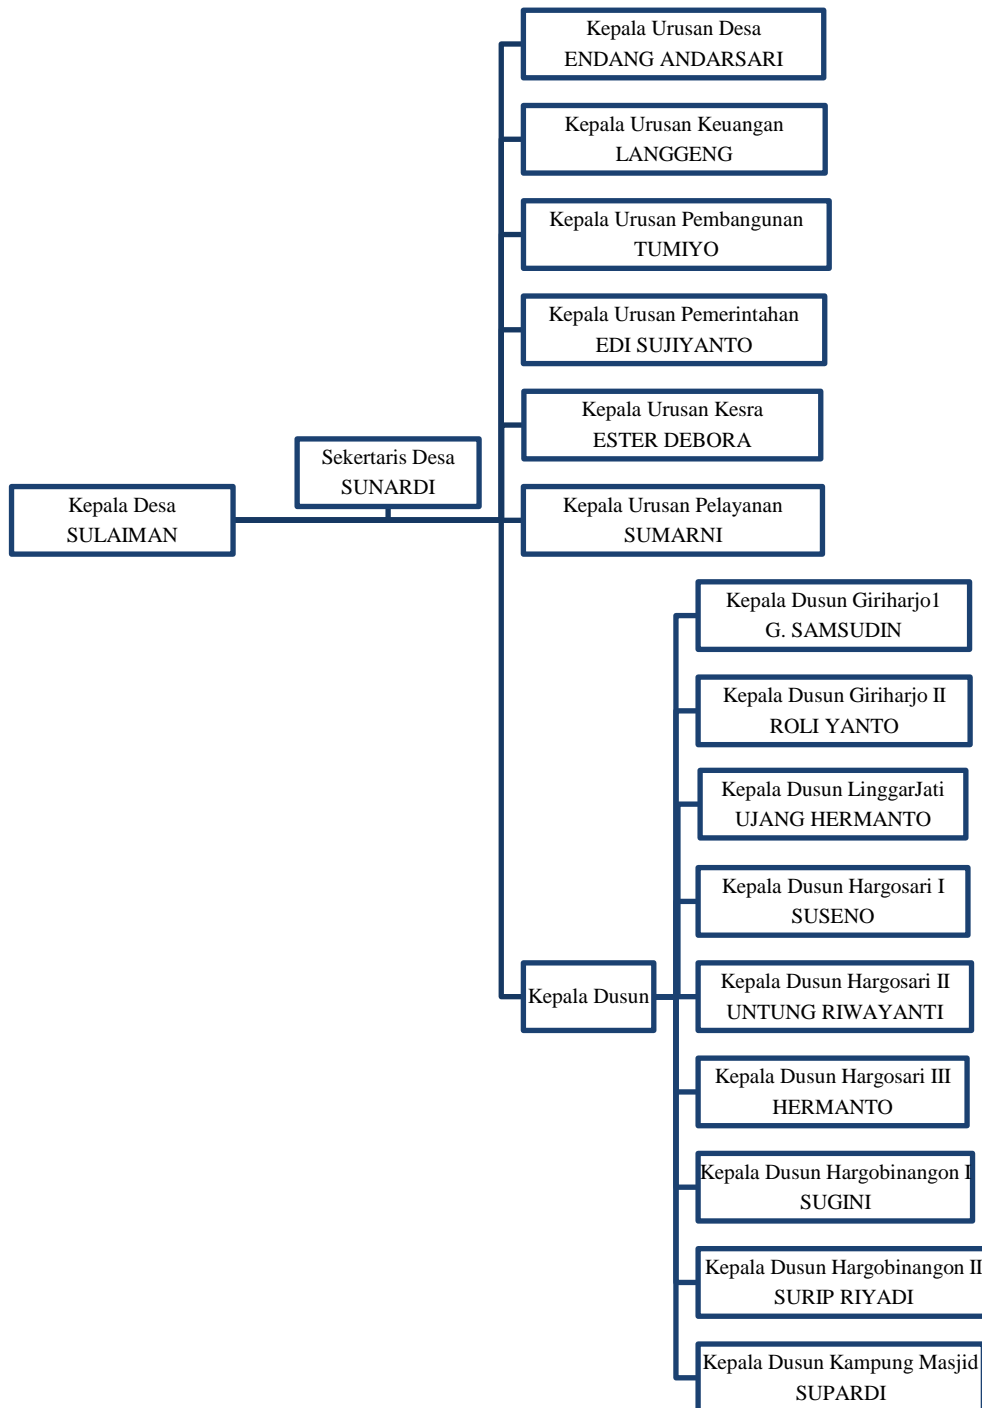 Kepala Urusan Desa
ENDANG ANDARSARI
Kepala Urusan Keuangan
LANGGENG
Kepala Urusan Pembangunan
TUMIYO
Kepala Urusan Pemerintahan
EDI SUJIYANTO
Kepala Urusan Kesra
ESTER DEBORA
Sekertaris Desa
SUNARDI
Kepala Desa
SULAIMAN
Kepala Urusan Pelayanan
SUMARNI
Kepala Dusun Giriharjo1
G. SAMSUDIN
Kepala Dusun Giriharjo II
ROLI YANTO
Kepala Dusun LinggarJati
UJANG HERMANTO
Kepala Dusun Hargosari I
SUSENO
Kepala Dusun
Kepala Dusun Hargosari II
UNTUNG RIWAYANTI
Kepala Dusun Hargosari III
HERMANTO
Kepala Dusun Hargobinangon I
SUGINI
Kepala Dusun Hargobinangon II
SURIP RIYADI
Kepala Dusun Kampung Masjid
SUPARDI